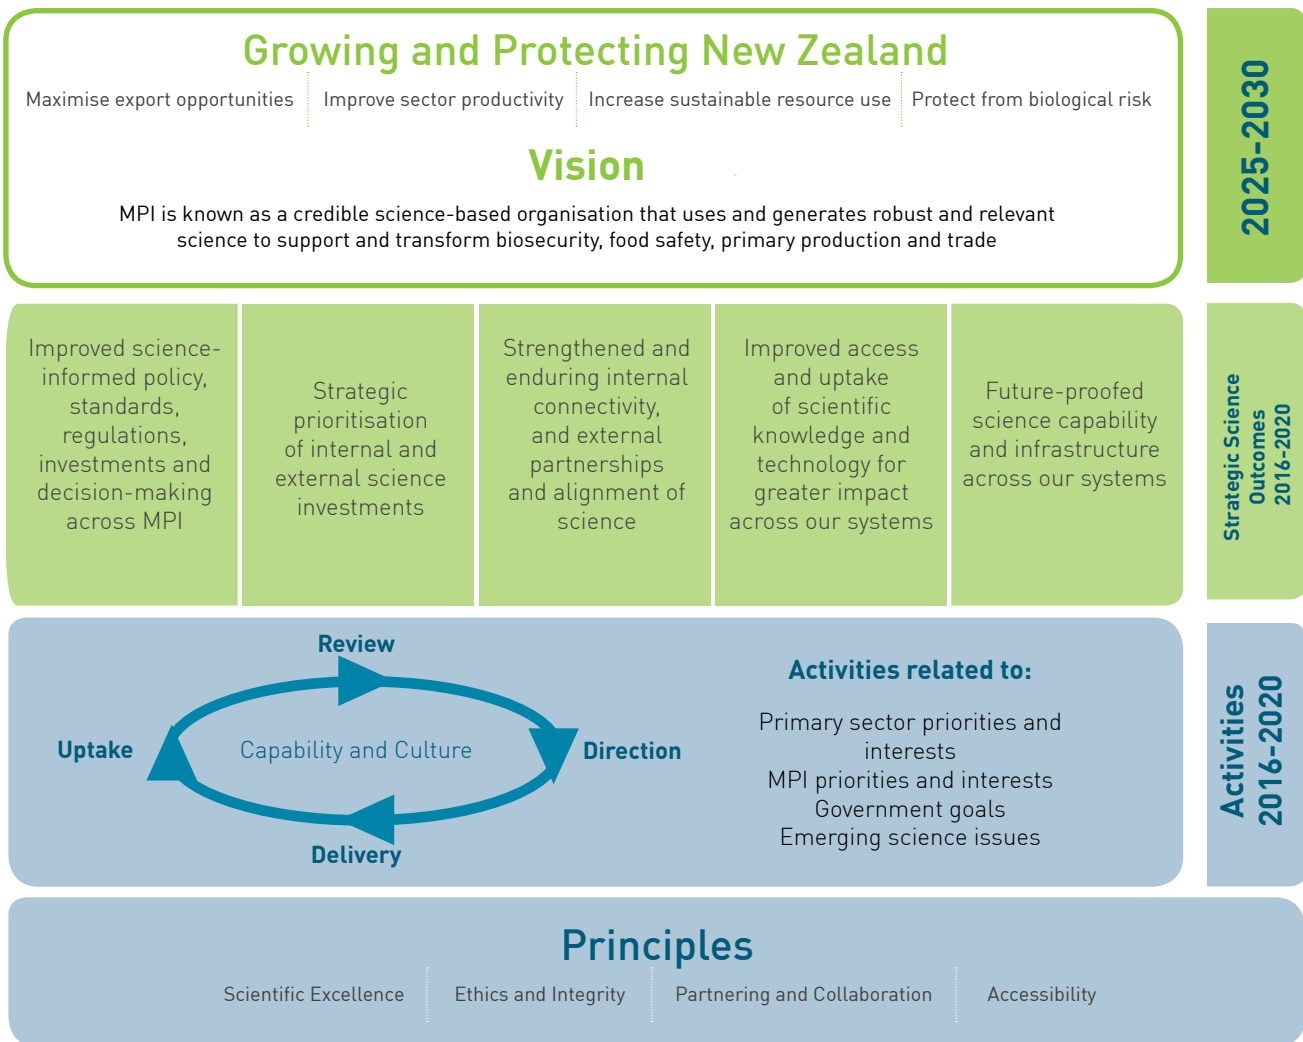 Growing and Protecting New Zealand
Maximise export opportunities
Improve sector productivity
Increase sustainable resource use
Protect from biological risk
Vision
MPI is known as a credible science-based organisation that uses and generates robust and relevant
science to support and transform biosecurity, food safety, primary production and trade
2025-2030
Improved science-
informed policy,
standards,
regulations,
investments and
decision-making
across MPI
Strategic
prioritisation
of internal and
external science
investments
Strengthened and
enduring internal
connectivity,
and external
partnerships
and alignment of
science
Improved access
and uptake
of scientific
knowledge and
technology for
greater impact
across our systems
Future-proofed
science capability
and infrastructure
across our systems
Strategic Science
Outcomes
2016-2020
Review
Uptake
Capability and Culture
Direction
Delivery
Activities related to:
Primary sector priorities and
interests
MPI priorities and interests
Government goals
Emerging science issues
Activities
2016-2020
Principles
Scientific Excellence
Ethics and Integrity
Partnering and Collaboration
Accessibility